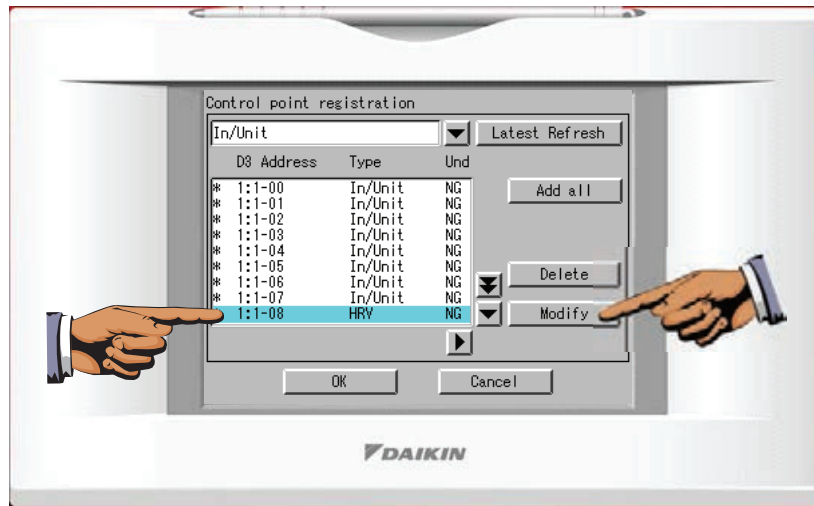 Control point registration
In/Unit Latest Refresh
D3 Address Type Und
* 1:1-00 In/Unit NG
Add all
* 1:1-01 In/Unit NG
* 1:1-02 In/Unit NG
* 1:1-03 In/Unit NG
* 1:1-04 In/Unit NG
* 1:1-05 In/Unit NG
Delete
* 1:1-06 In/Unit NG
* 1:1-07 In/Unit NG
1:1-08 HRV NG
Modify
OK Cancel
DAIKIN